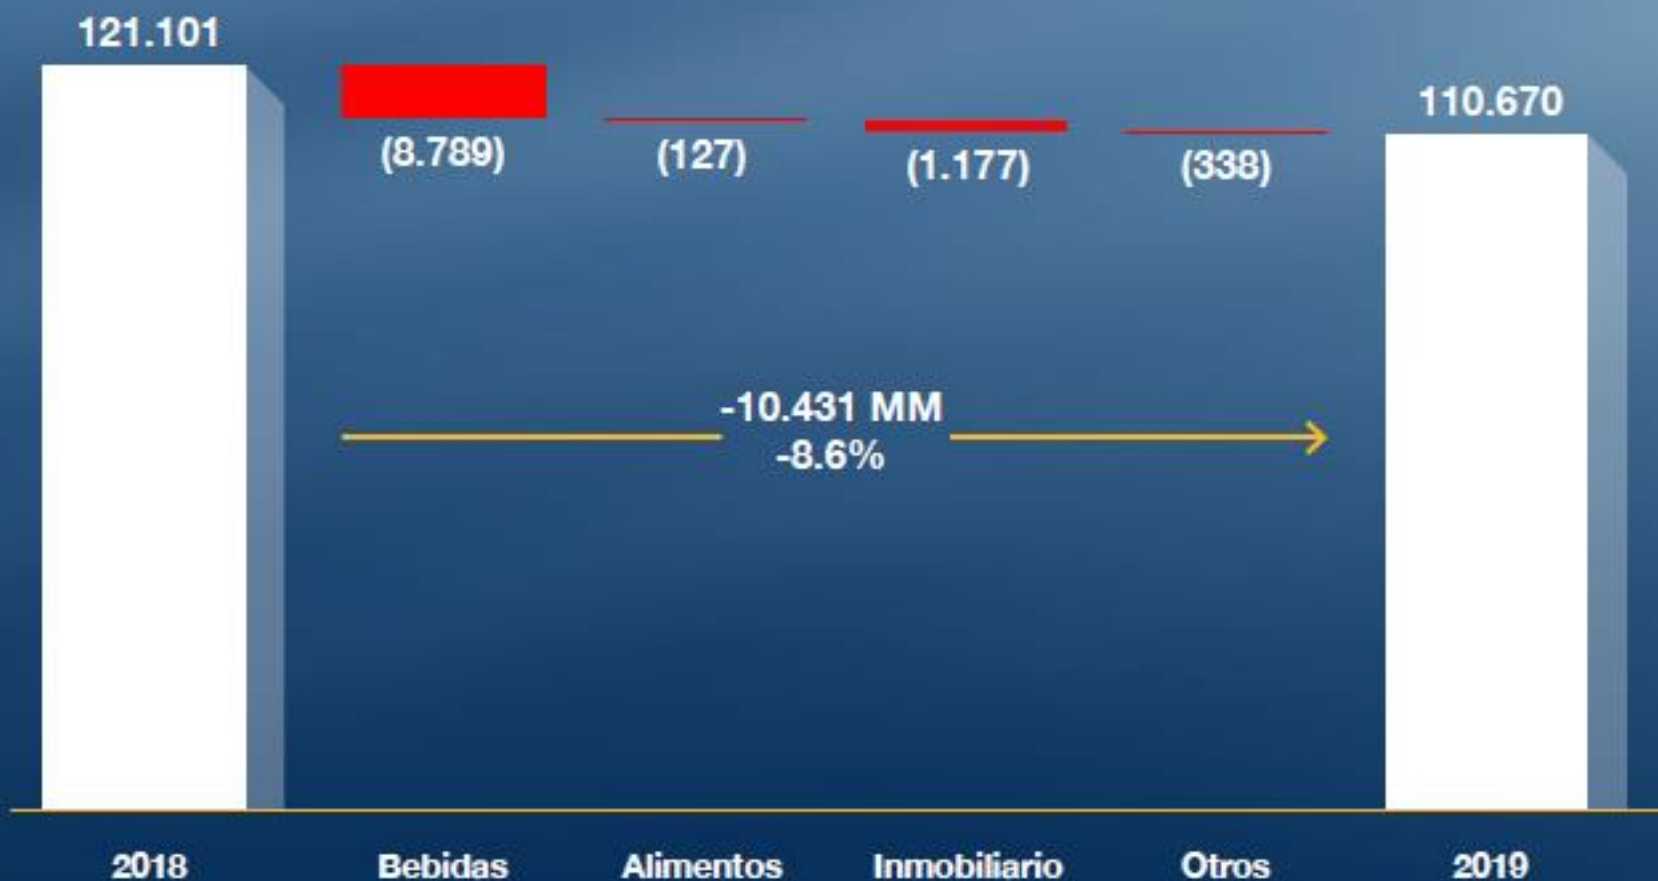 121.101
110.670
(8.789)
(127)
(1.177)
(338)
-10.431 MM
-8.6%
2018
Bebidas
Alimentos
Inmobiliario
Otros
2019